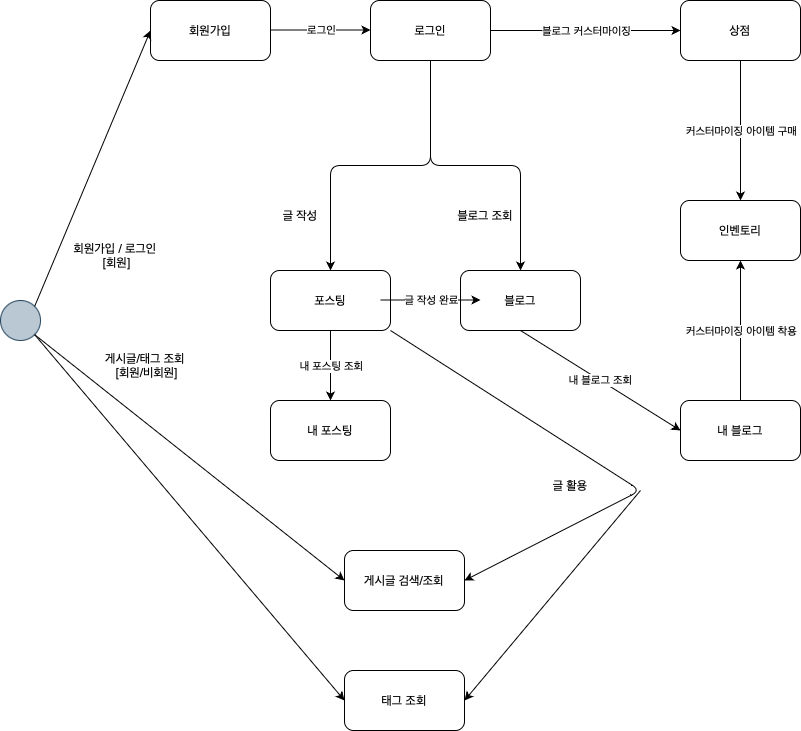 회원가입
로그인
로그인
블로그 커스터마이징
상점
커스터마이징 아이템 구매
글 작성
블로그 조회
인벤토리
회원가입 / 로그인
[회원]
포스팅
글 작성 완료
블로그
커스터마이징 아이템 착용
게시글/태그 조회
[회원/비회원]
내 포스팅 조회
내 블로그 조회
내 포스팅
내 블로그
글 활용
게시글 검색/조회
태그 조회